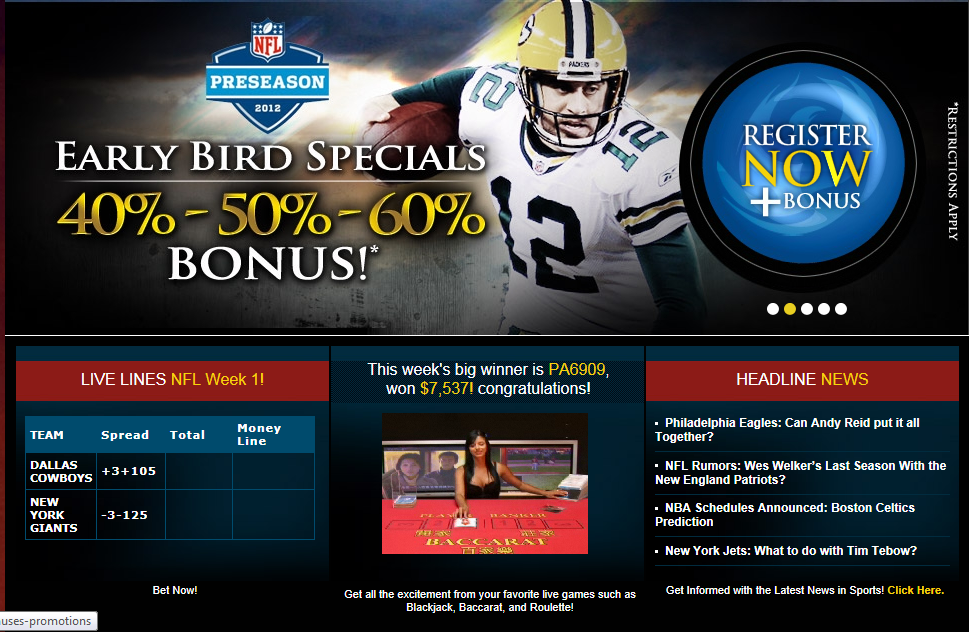 NFL
PRESEASON
2012
EARLY BIRD SPECIALS
40% - 50% - 60%
BONUS!*
PACKERS
12
12
12
REGISTER
NOW
+BONUS
*RESTRICTIONS APPLY
LIVE LINES NFL Week 1!
TEAM Spread Total Money
Line
DALLAS
COWBOYS +3+105
NEW
YORK
GIANTS -3-125
Bet Now!
This week's big winner is PA6909,
won $7,537! congratulations!
PLAYER BANKER
BACCARAT
百家樂
Get all the excitement from your favorite live games such as
Blackjack, Baccarat, and Roulette!
HEADLINE NEWS
Philadelphia Eagles: Can Andy Reid put it all
Together?
NFL Rumors: Wes Welker's Last Season With the
New England Patriots?
NBA Schedules Announced: Boston Celtics
Prediction
New York Jets: What to do with Tim Tebow?
Get Informed with the Latest News in Sports! Click Here.
uses-promotions